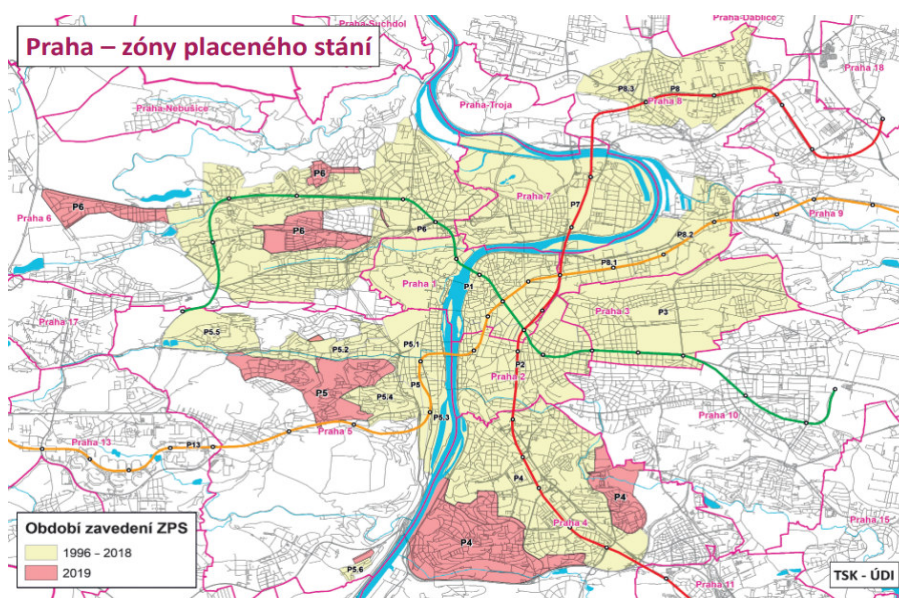 Praha – zóny placeného stání
Praha-Suchdol
Praha-Ďáblice
Praha 18
P8.3
P8
Praha 8
Praha-Nebušice
Praha-Troja
P6
Praha 7
P6
Praha 6
P7
Praha 9
P6
P6
P8.2
P8.1
Praha 1
P1
P3
Praha 3
Praha 17
P5.5
P5.2
P5.1
P2
Praha 2
P5
P5
P5.4
P5.3
Praha 10
Praha 5
Praha 13
P13
P4
P4
Praha 4
Praha 15
P4
P5.6
Praha 11
Období zavedení ZPS
1996 – 2018
2019
TSK - ÚDI